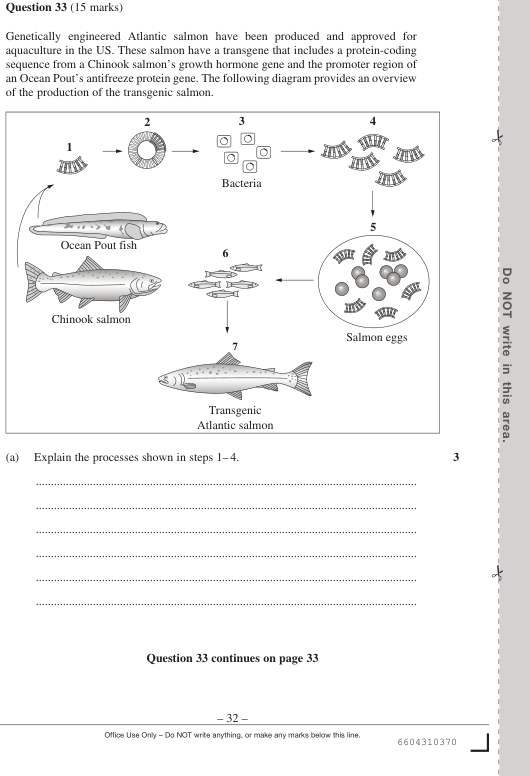 Question 33 (15 marks)
Genetically engineered Atlantic salmon have been produced and approved for
aquaculture in the US. These salmon have a transgene that includes a protein-coding
sequence from a Chinook salmon's growth hormone gene and the promoter region of
an Ocean Pout's antifreeze protein gene. The following diagram provides an overview
of the production of the transgenic salmon.
1
2
3
4
Bacteria
Ocean Pout fish
5
6
Chinook salmon
Salmon eggs
7
Transgenic
Atlantic salmon
Do NOT write in this area.
(a) Explain the processes shown in steps 1–4.
3
Question 33 continues on page 33
– 32 –
Office Use Only – Do NOT write anything, or make any marks below this line.
6604310370